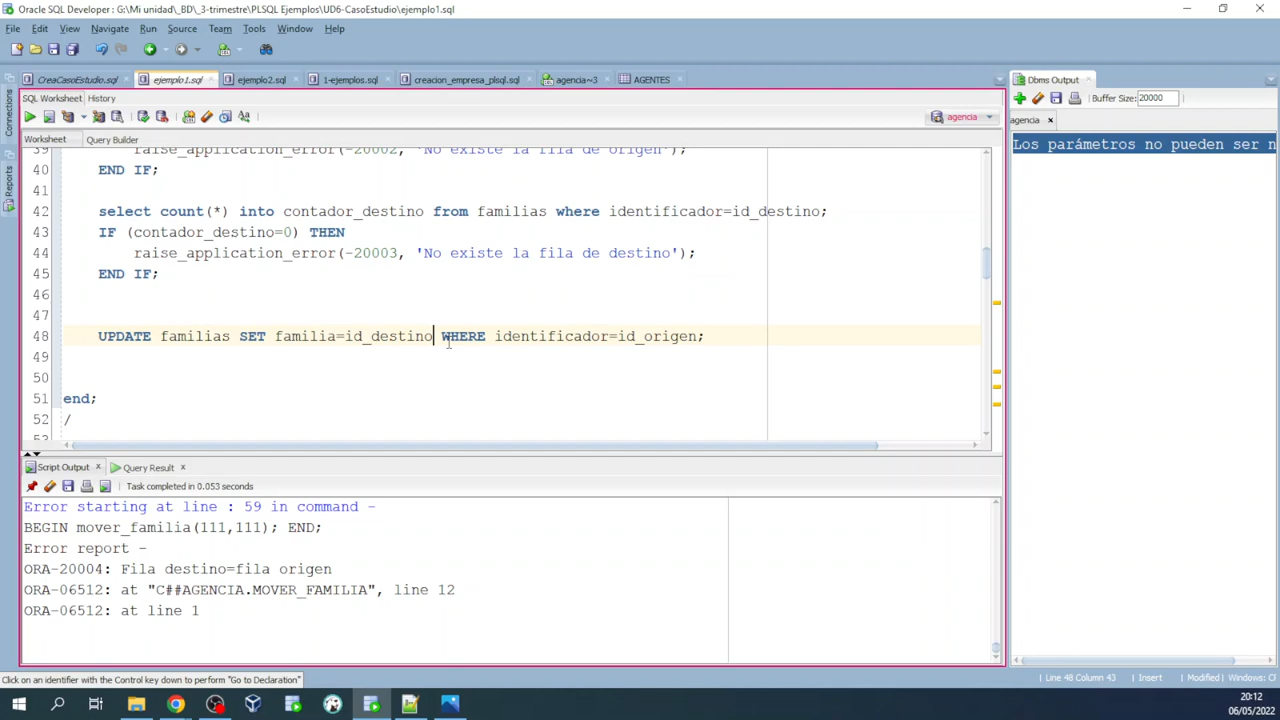 Oracle SQL Developer : G:\Mi unidad\_BD\_3-trimestre\PLSQL Ejemplos\UD6-CasoEstudio\ejemplo1.sql
File Edit View Navigate Run Source Team Tools Window Help
CreaCasoEstudio.sql ejemplo1.sql ejemplo2.sql 1-ejemplos.sql creacion_empresa_plsql.sql agencia~3 AGENTES
Dbms Output
SQL Worksheet History
Buffer Size: 20000
agencia
agencia
Worksheet Query Builder
Connections
Reports
Los parámetros no pueden ser n
39 raise_application_error(-20002, 'No existe la fila de origen');
40 END IF;
41
42 select count(*) into contador_destino from familias where identificador=id_destino;
43 IF (contador_destino=0) THEN
44 raise_application_error(-20003, 'No existe la fila de destino');
45 END IF;
46
47
48 UPDATE familias SET familia=id_destino WHERE identificador=id_origen;
49
50
51 end;
52 /
53
Script Output Query Result
Task completed in 0.053 seconds
Error starting at line : 59 in command -
BEGIN mover_familia(111,111); END;
Error report -
ORA-20004: Fila destino=fila origen
ORA-06512: at "C##AGENCIA.MOVER_FAMILIA", line 12
ORA-06512: at line 1
Click on an identifier with the Control key down to perform "Go to Declaration"
Line 48 Column 43 Insert Modified Windows: Cl
20:12
06/05/2022